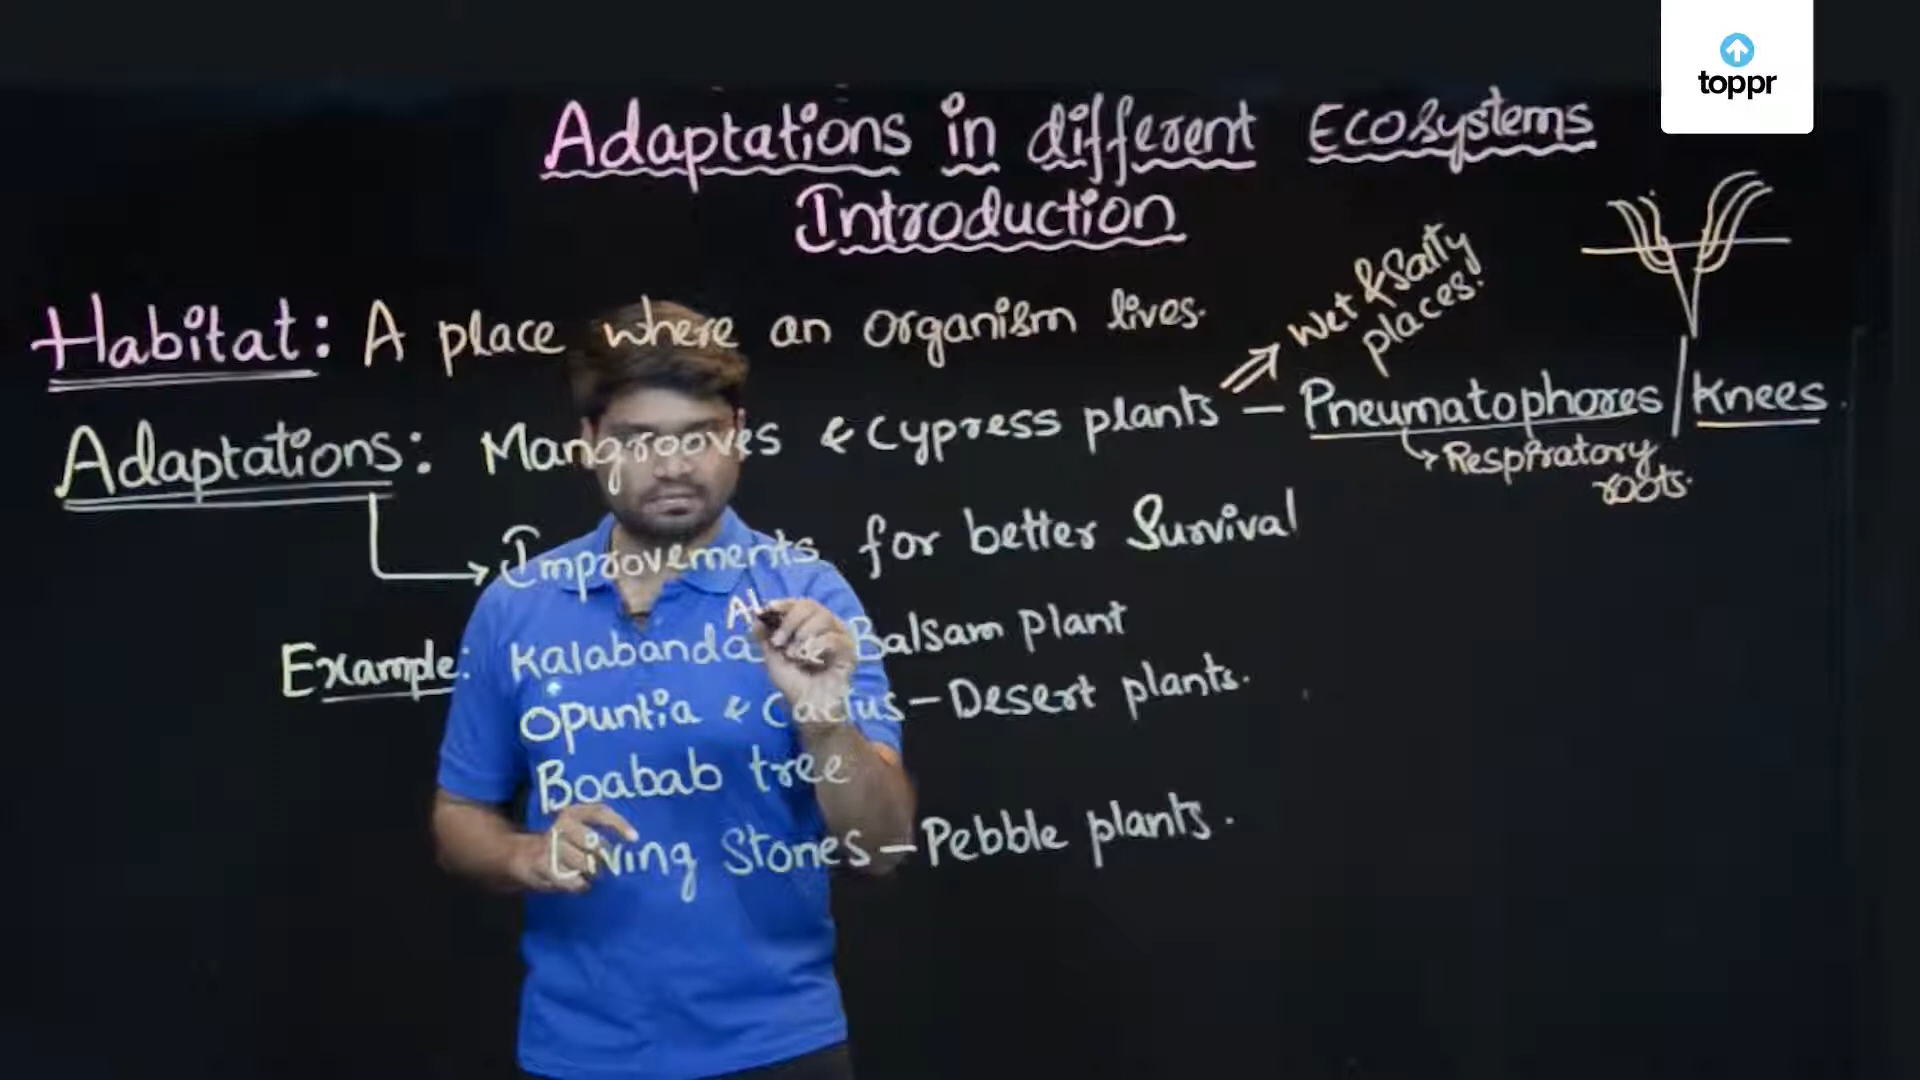 toppr
Adaptations in different Ecosystems
Introduction
Habitat: A place where an organism lives.
Wet & Salty
places.
Adaptations: Mangrooves & Cypress plants – Pneumatophores / Knees.
Respiratory
roots.
Improvements for better Survival
Al
Example: Kalabanda & Balsam plant
Opuntia & Cactus – Desert plants.
Boabab tree
Living Stones – Pebble plants.